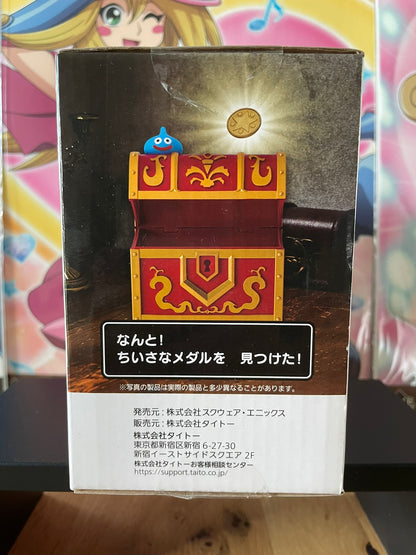 なんと!
ちいさなメダルを 見つけた!
※写真の製品は実際の製品と多少異なることがあります。
発売元 : 株式会社スクウェア・エニックス
販売元 : 株式会社タイトー
株式会社タイトー
東京都新宿区新宿 6-27-30
新宿イーストサイドスクエア 2F
株式会社タイトーお客様相談センター
https://support.taito.co.jp/